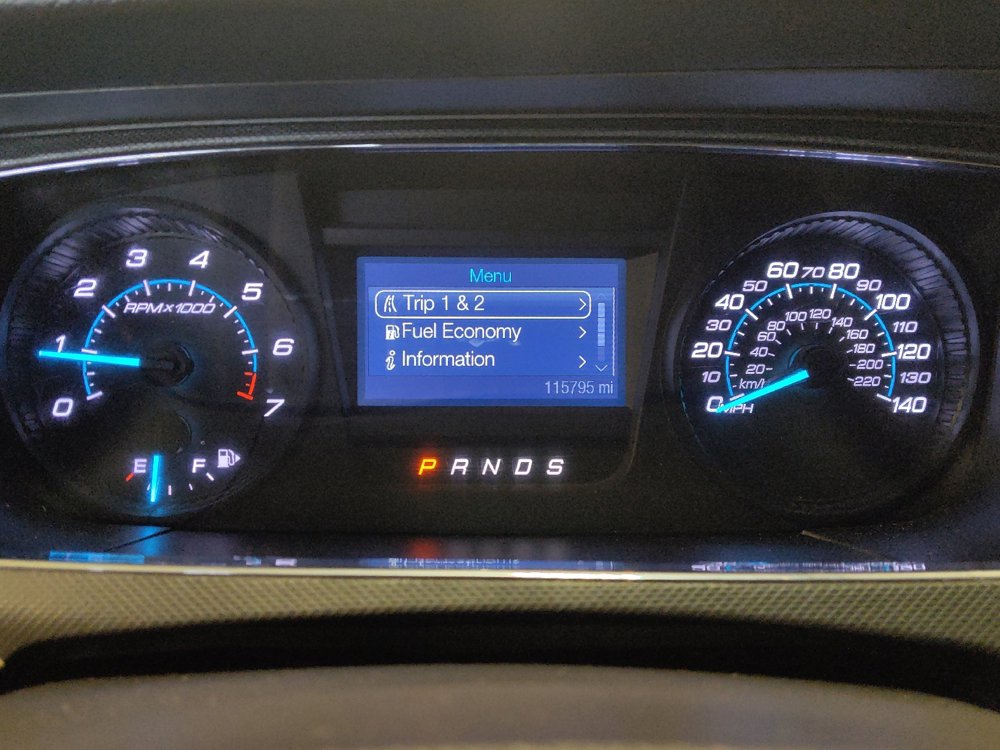 0 1 2 3 4 5 6 7
RPMX1000
E F
Menu
Trip 1 & 2
Fuel Economy
Information
115795 mi
P R N D S
0 10 20 30 40 50 60 70 80 90 100 110 120 130 140
20 40 60 80 100 120 140 160 180 200 220
km/h
MPH